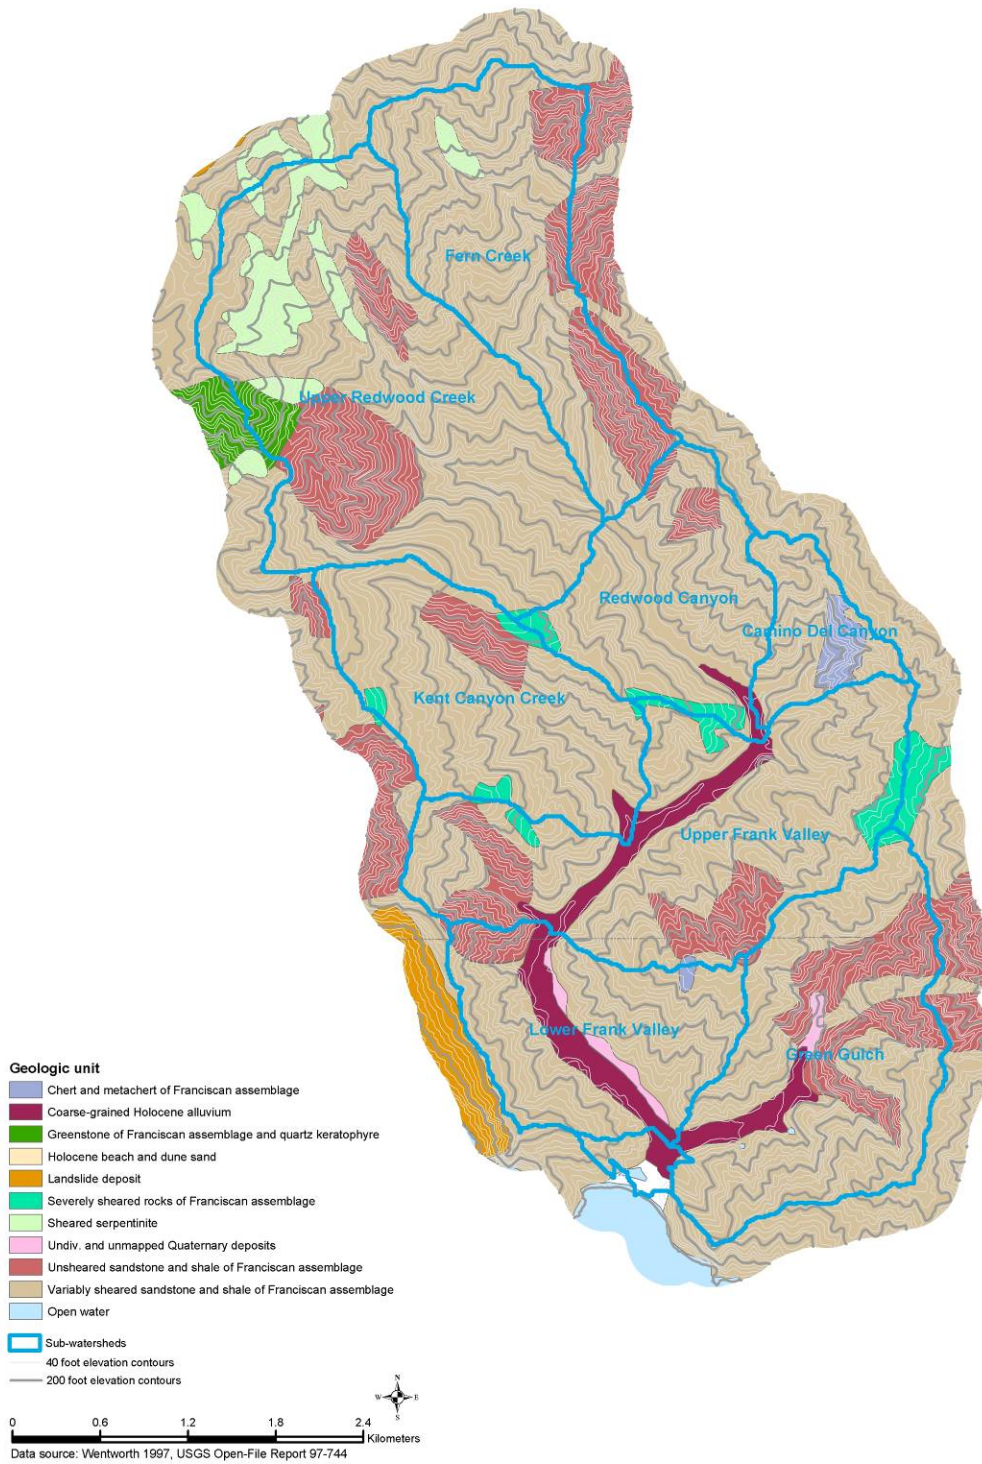 Fern Creek
Upper Redwood Creek
Redwood Canyon
Camino Del Canyon
Kent Canyon Creek
Upper Frank Valley
Lower Frank Valley
Green Gulch
Geologic unit
Chert and metachert of Franciscan assemblage
Coarse-grained Holocene alluvium
Greenstone of Franciscan assemblage and quartz keratophyre
Holocene beach and dune sand
Landslide deposit
Severely sheared rocks of Franciscan assemblage
Sheared serpentinite
Undiv. and unmapped Quaternary deposits
Unsheared sandstone and shale of Franciscan assemblage
Variably sheared sandstone and shale of Franciscan assemblage
Open water
Sub-watersheds
40 foot elevation contours
200 foot elevation contours
N
W E
S
0 0.6 1.2 1.8 2.4
Kilometers
Data source: Wentworth 1997, USGS Open-File Report 97-744